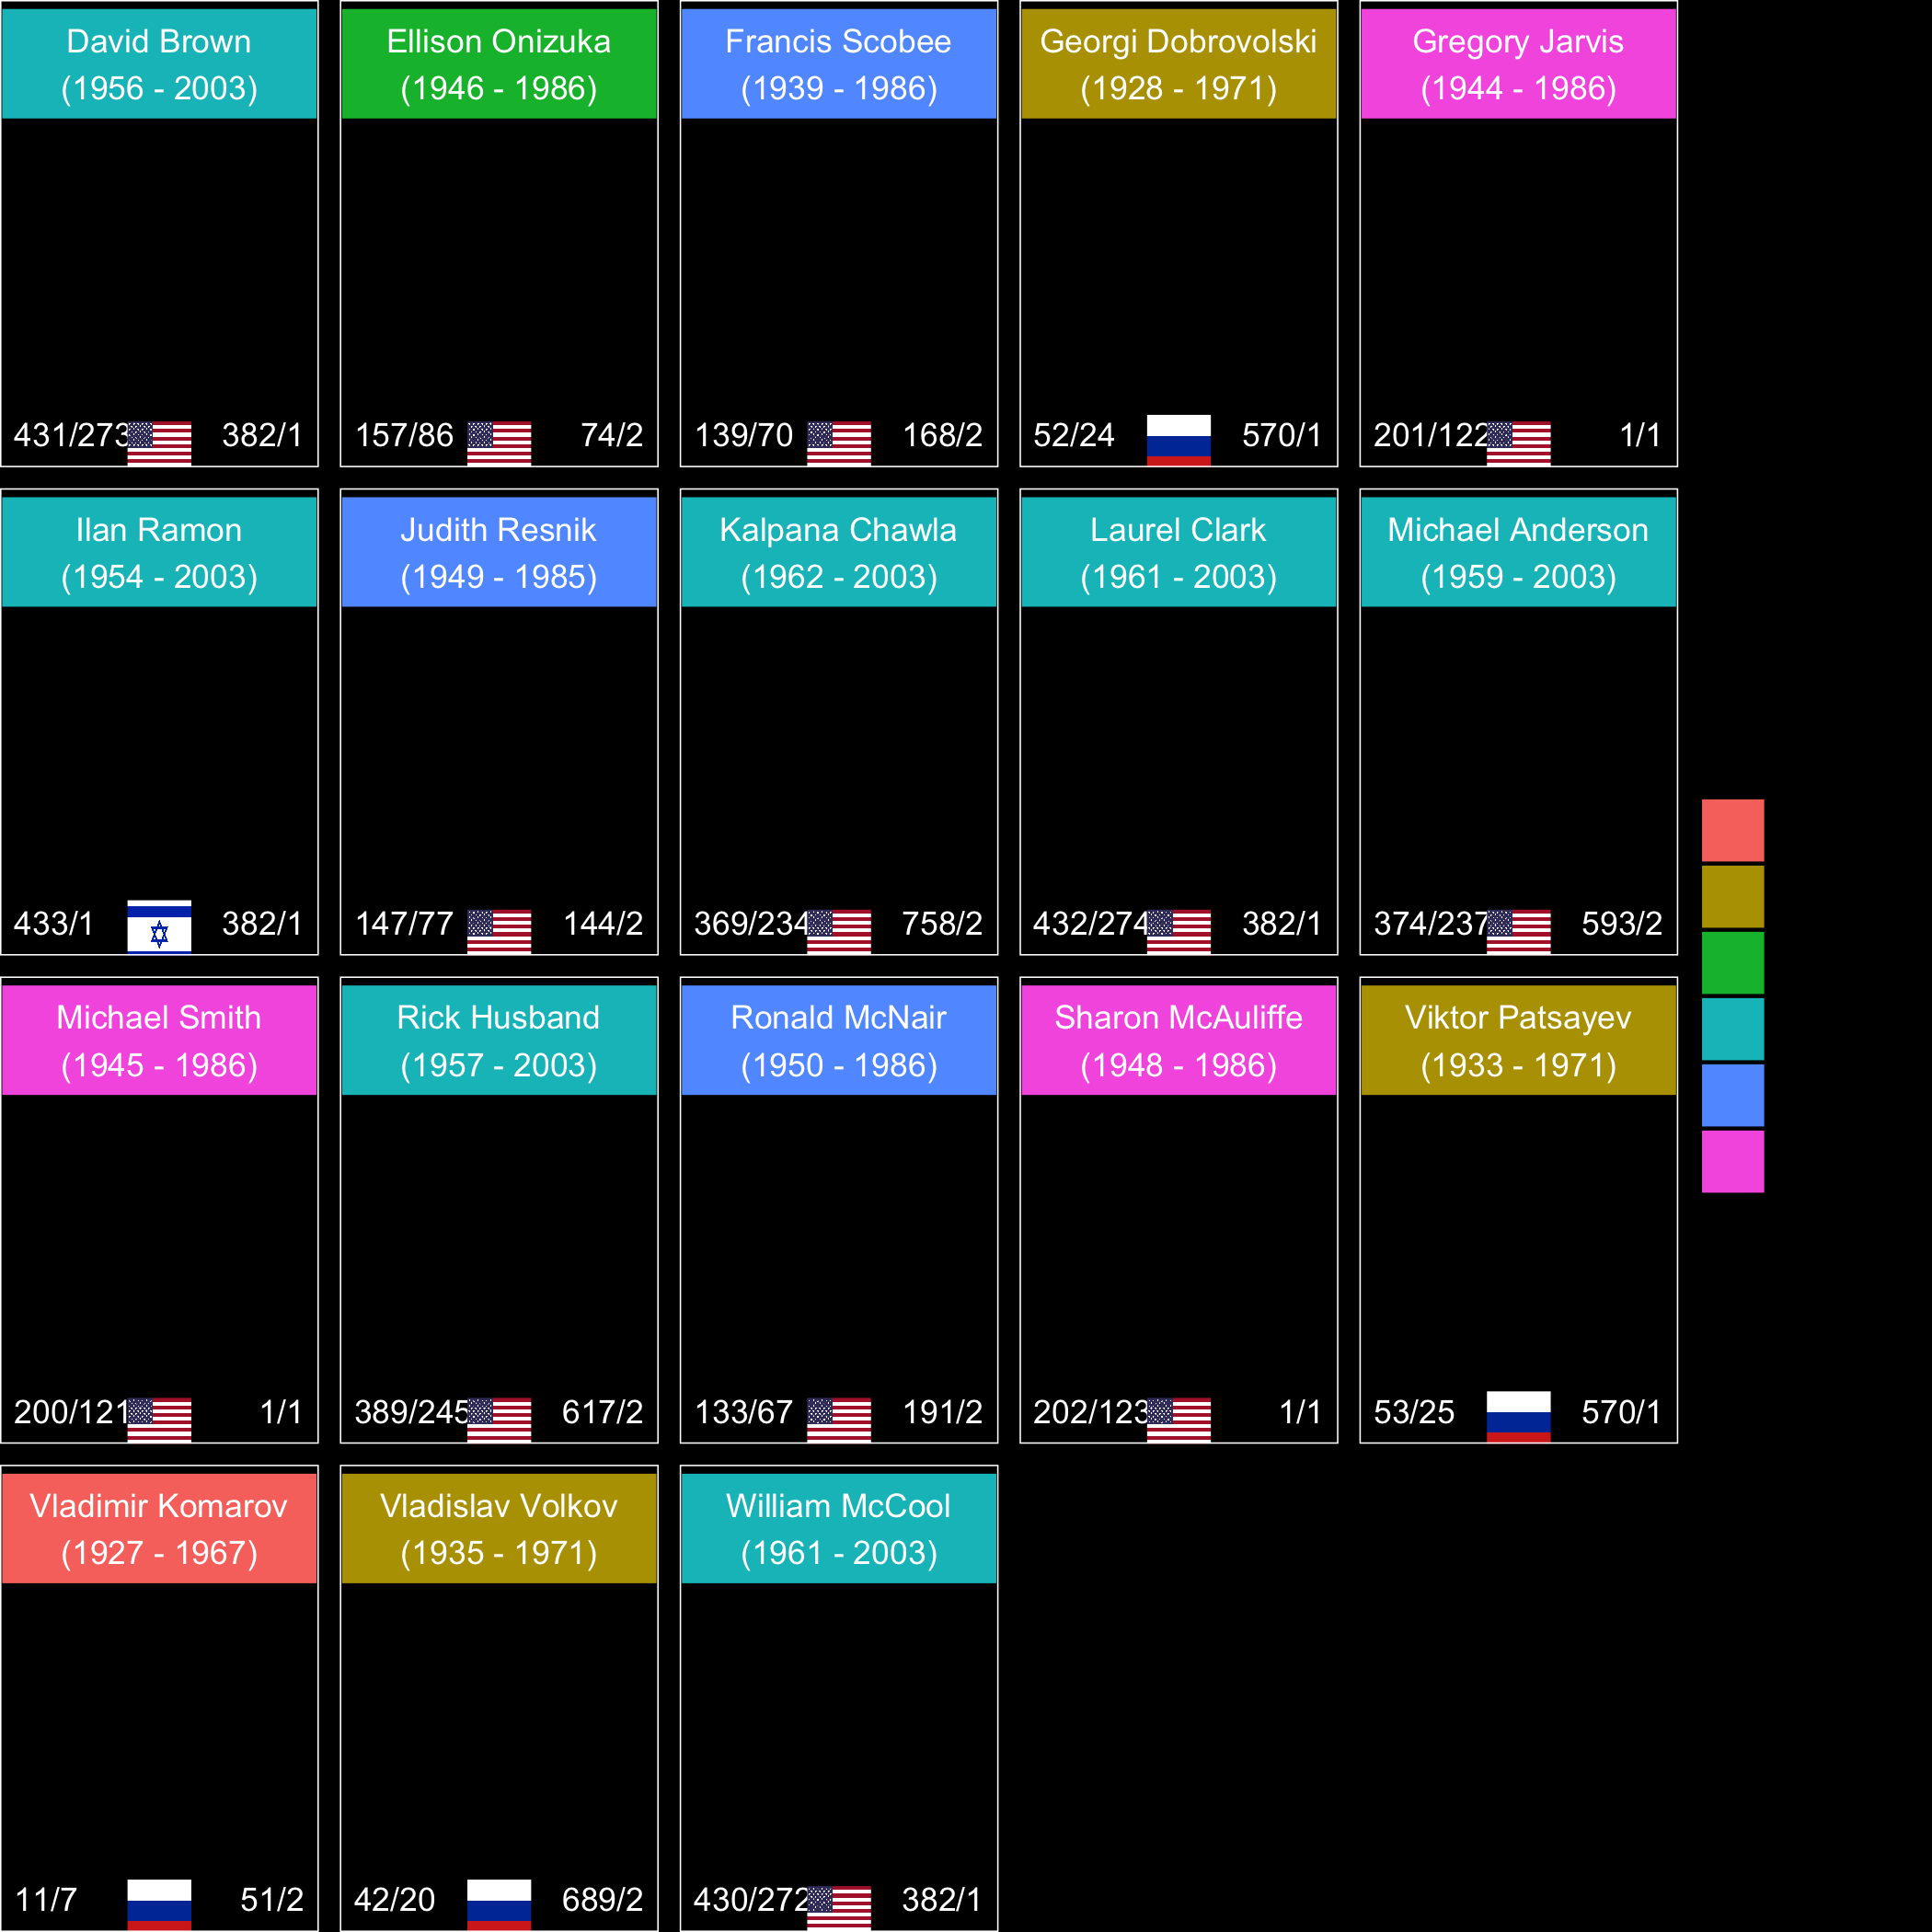 David Brown
(1956 - 2003)
431/273 382/1
Ellison Onizuka
(1946 - 1986)
157/86 74/2
Francis Scobee
(1939 - 1986)
139/70 168/2
Georgi Dobrovolski
(1928 - 1971)
52/24 570/1
Gregory Jarvis
(1944 - 1986)
201/122 1/1
Ilan Ramon
(1954 - 2003)
433/1 382/1
Judith Resnik
(1949 - 1985)
147/77 144/2
Kalpana Chawla
(1962 - 2003)
369/234 758/2
Laurel Clark
(1961 - 2003)
432/274 382/1
Michael Anderson
(1959 - 2003)
374/237 593/2
Michael Smith
(1945 - 1986)
200/121 1/1
Rick Husband
(1957 - 2003)
389/245 617/2
Ronald McNair
(1950 - 1986)
133/67 191/2
Sharon McAuliffe
(1948 - 1986)
202/123 1/1
Viktor Patsayev
(1933 - 1971)
53/25 570/1
Vladimir Komarov
(1927 - 1967)
11/7 51/2
Vladislav Volkov
(1935 - 1971)
42/20 689/2
William McCool
(1961 - 2003)
430/272 382/1